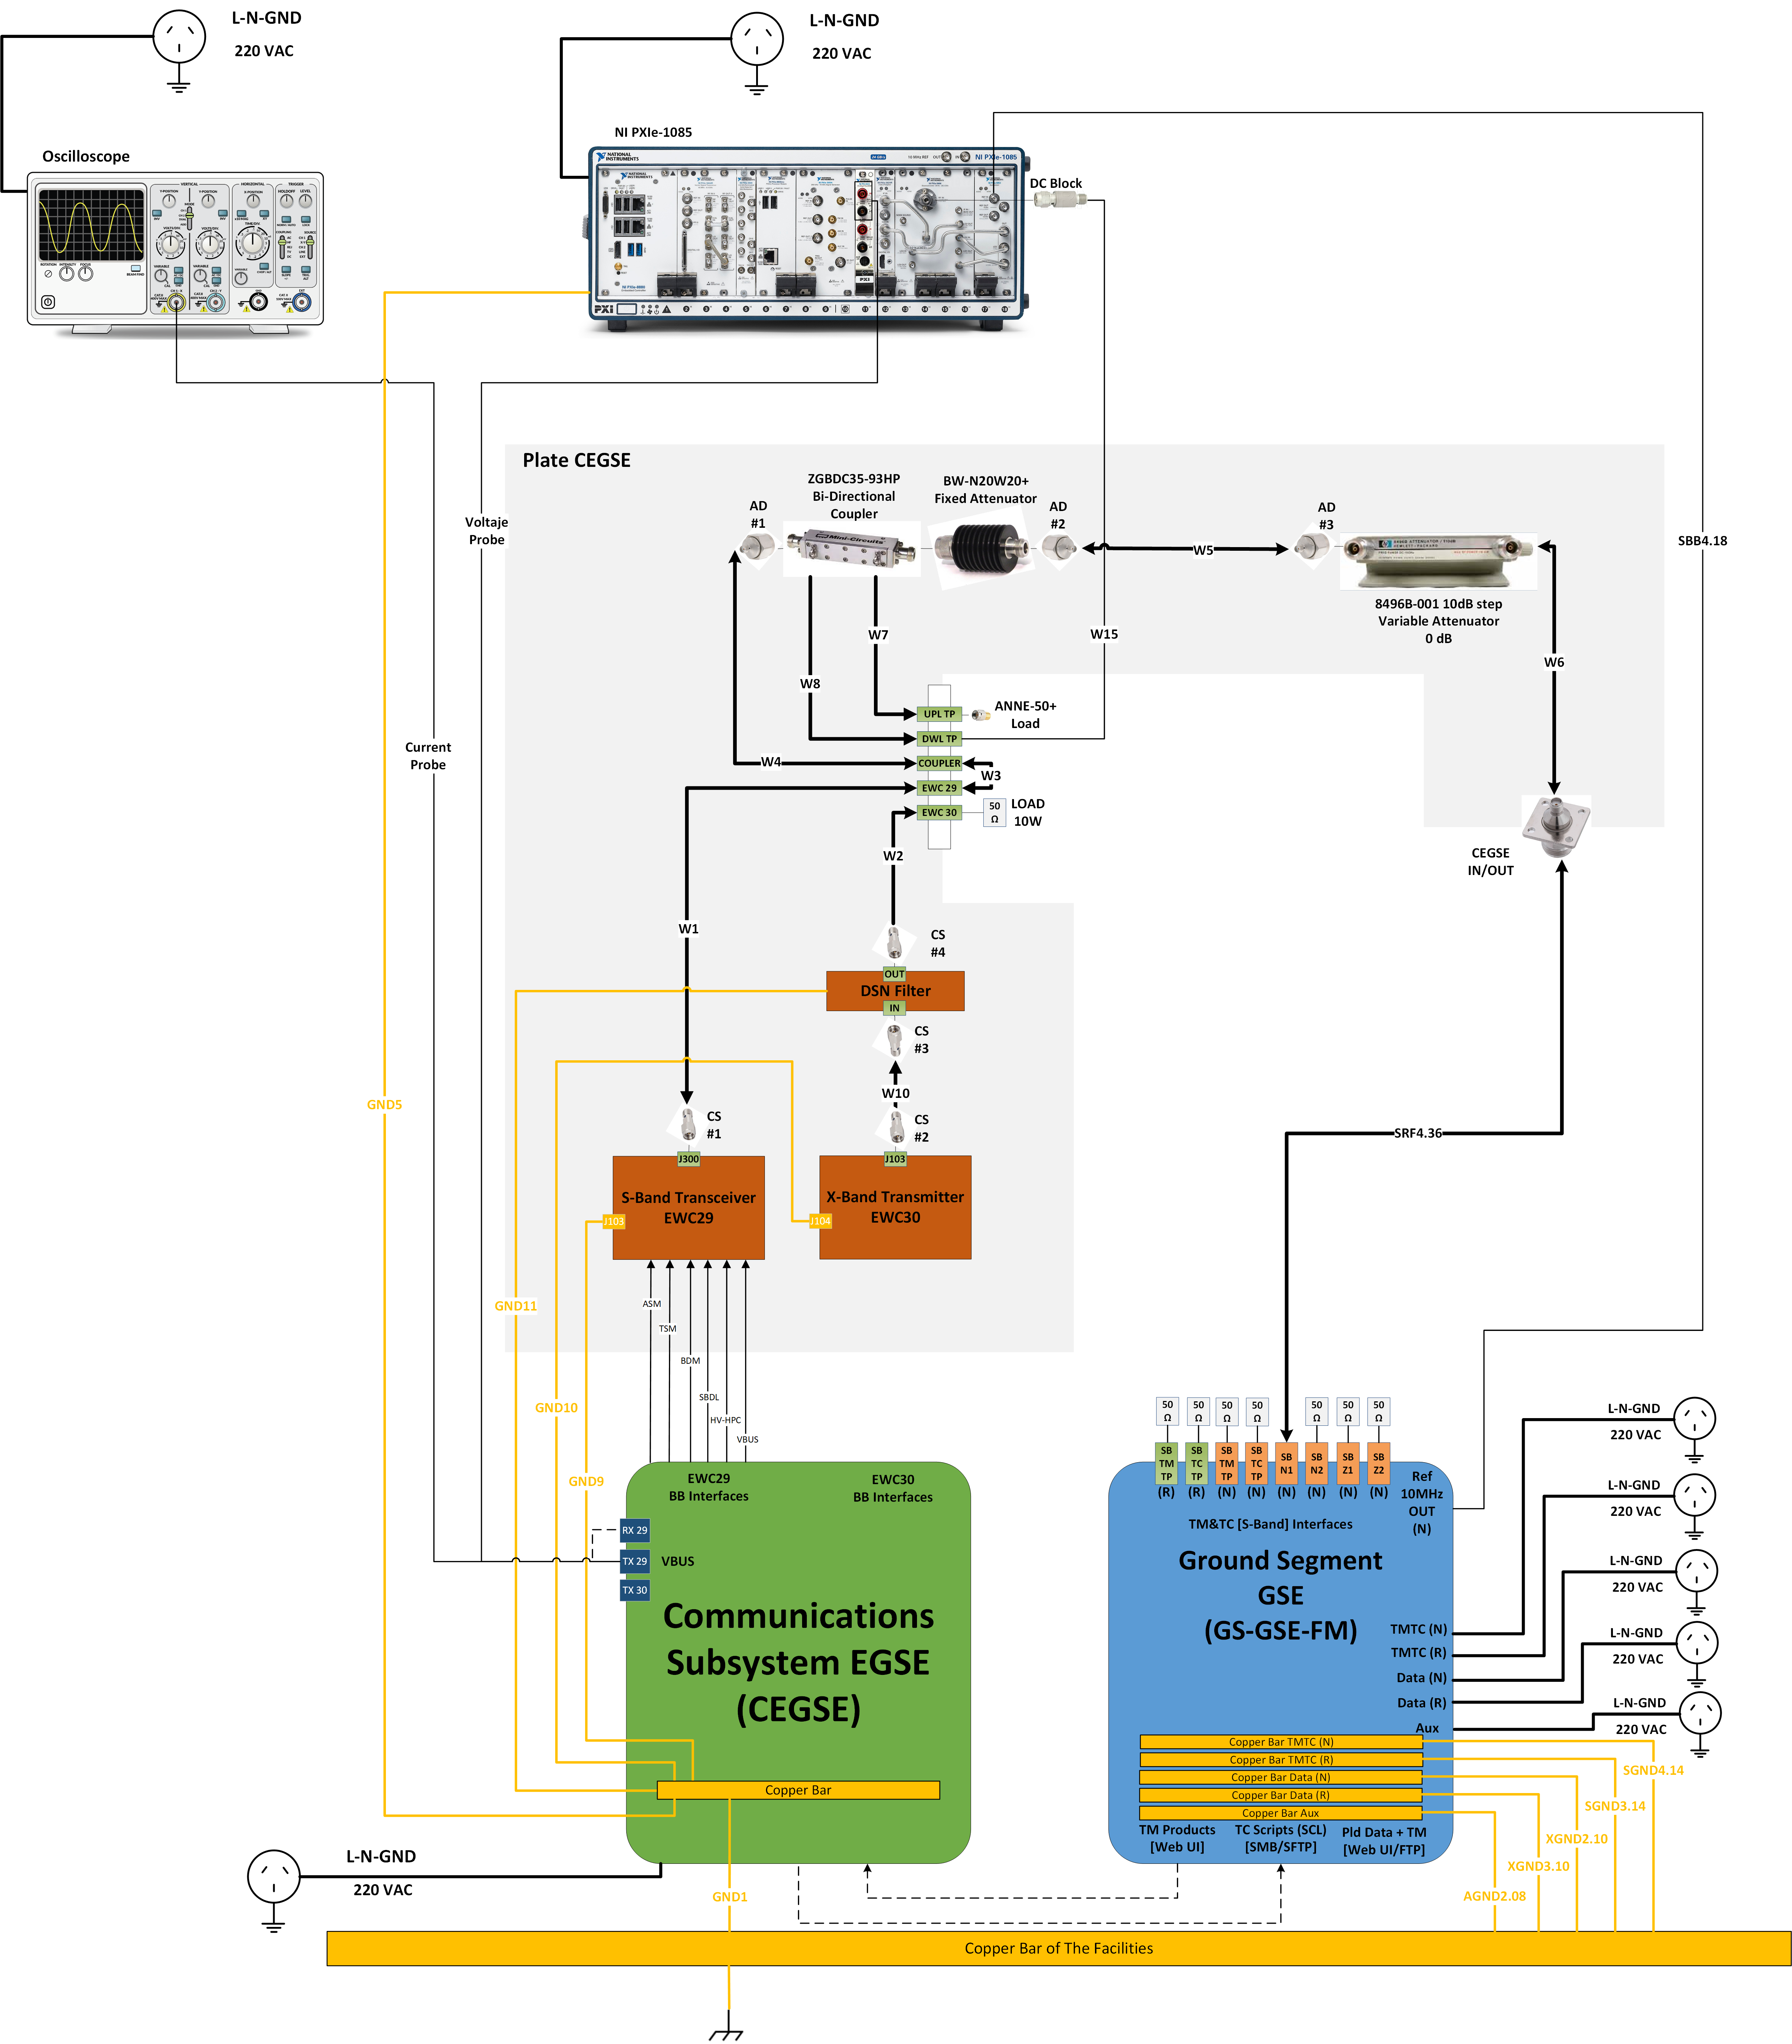 L-N-GND
220 VAC
L-N-GND
220 VAC
NI PXIe-1085
Oscilloscope
NATIONAL INSTRUMENTS
NI PXIe-1085
PXI
DC Block
VERTICAL
HORIZONTAL
TRIGGER
Plate CEGSE
ZGBDC35-93HP
Bi-Directional
Coupler
BW-N20W20+
Fixed Attenuator
AD
#1
AD
#2
AD
#3
Mini-Circuits
Voltaje
Probe
W5
SBB4.18
8496B-001 10dB step
Variable Attenuator
0 dB
W7
W15
W6
W8
UPL TP
ANNE-50+
Load
DWL TP
Current
Probe
W4
COUPLER
W3
EWC 29
EWC 30
50
Ω
LOAD
10W
W2
CEGSE
IN/OUT
W1
CS
#4
OUT
DSN Filter
IN
CS
#3
W10
GND5
CS
#1
CS
#2
SRF4.36
J300
J103
S-Band Transceiver
EWC29
X-Band Transmitter
EWC30
J103
J104
GND11
ASM
TSM
BDM
SBDL
HV-HPC
VBUS
GND10
GND9
50
Ω
50
Ω
50
Ω
50
Ω
50
Ω
50
Ω
50
Ω
L-N-GND
220 VAC
SB
TM
TP
(R)
SB
TC
TP
(R)
SB
TM
TP
(N)
SB
TC
TP
(N)
SB
N1
(N)
SB
N2
(N)
SB
Z1
(N)
SB
Z2
(N)
Ref
10MHz
OUT
(N)
EWC29
BB Interfaces
EWC30
BB Interfaces
L-N-GND
220 VAC
TM&TC [S-Band] Interfaces
RX 29
TX 29
VBUS
TX 30
Ground Segment
GSE
(GS-GSE-FM)
L-N-GND
220 VAC
Communications
Subsystem EGSE
(CEGSE)
TMTC (N)
TMTC (R)
Data (N)
Data (R)
Aux
L-N-GND
220 VAC
L-N-GND
220 VAC
Copper Bar TMTC (N)
Copper Bar TMTC (R)
Copper Bar Data (N)
Copper Bar Data (R)
Copper Bar Aux
SGND4.14
SGND3.14
XGND2.10
XGND3.10
AGND2.08
Copper Bar
TM Products
[Web UI]
TC Scripts (SCL)
[SMB/SFTP]
Pld Data + TM
[Web UI/FTP]
L-N-GND
220 VAC
GND1
Copper Bar of The Facilities